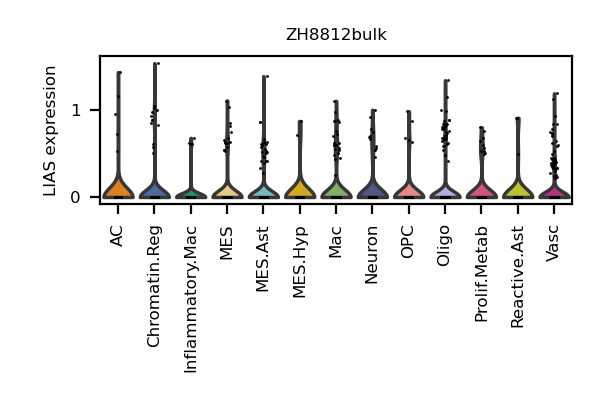 ZH8812bulk
LIAS expression
1
0
AC
Chromatin.Reg
Inflammatory.Mac
MES
MES.Ast
MES.Hyp
Mac
Neuron
OPC
Oligo
Prolif.Metab
Reactive.Ast
Vasc